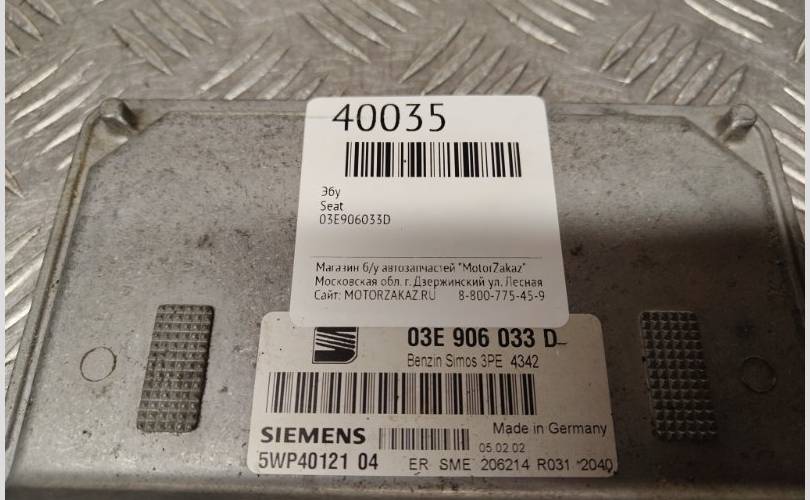 40035
Эбу
Seat
03E906033D
Магазин б/у автозапчастей "MotorZakaz"
Московская обл. г. Дзержинский ул. Лесная
Сайт: MOTORZAKAZ.RU 8-800-775-45-9
03E 906 033 D
Benzin Simos 3PE 4342
Made in Germany
SIEMENS
05.02.02
5WP40121 04 ER SME 206214 R031 *2040